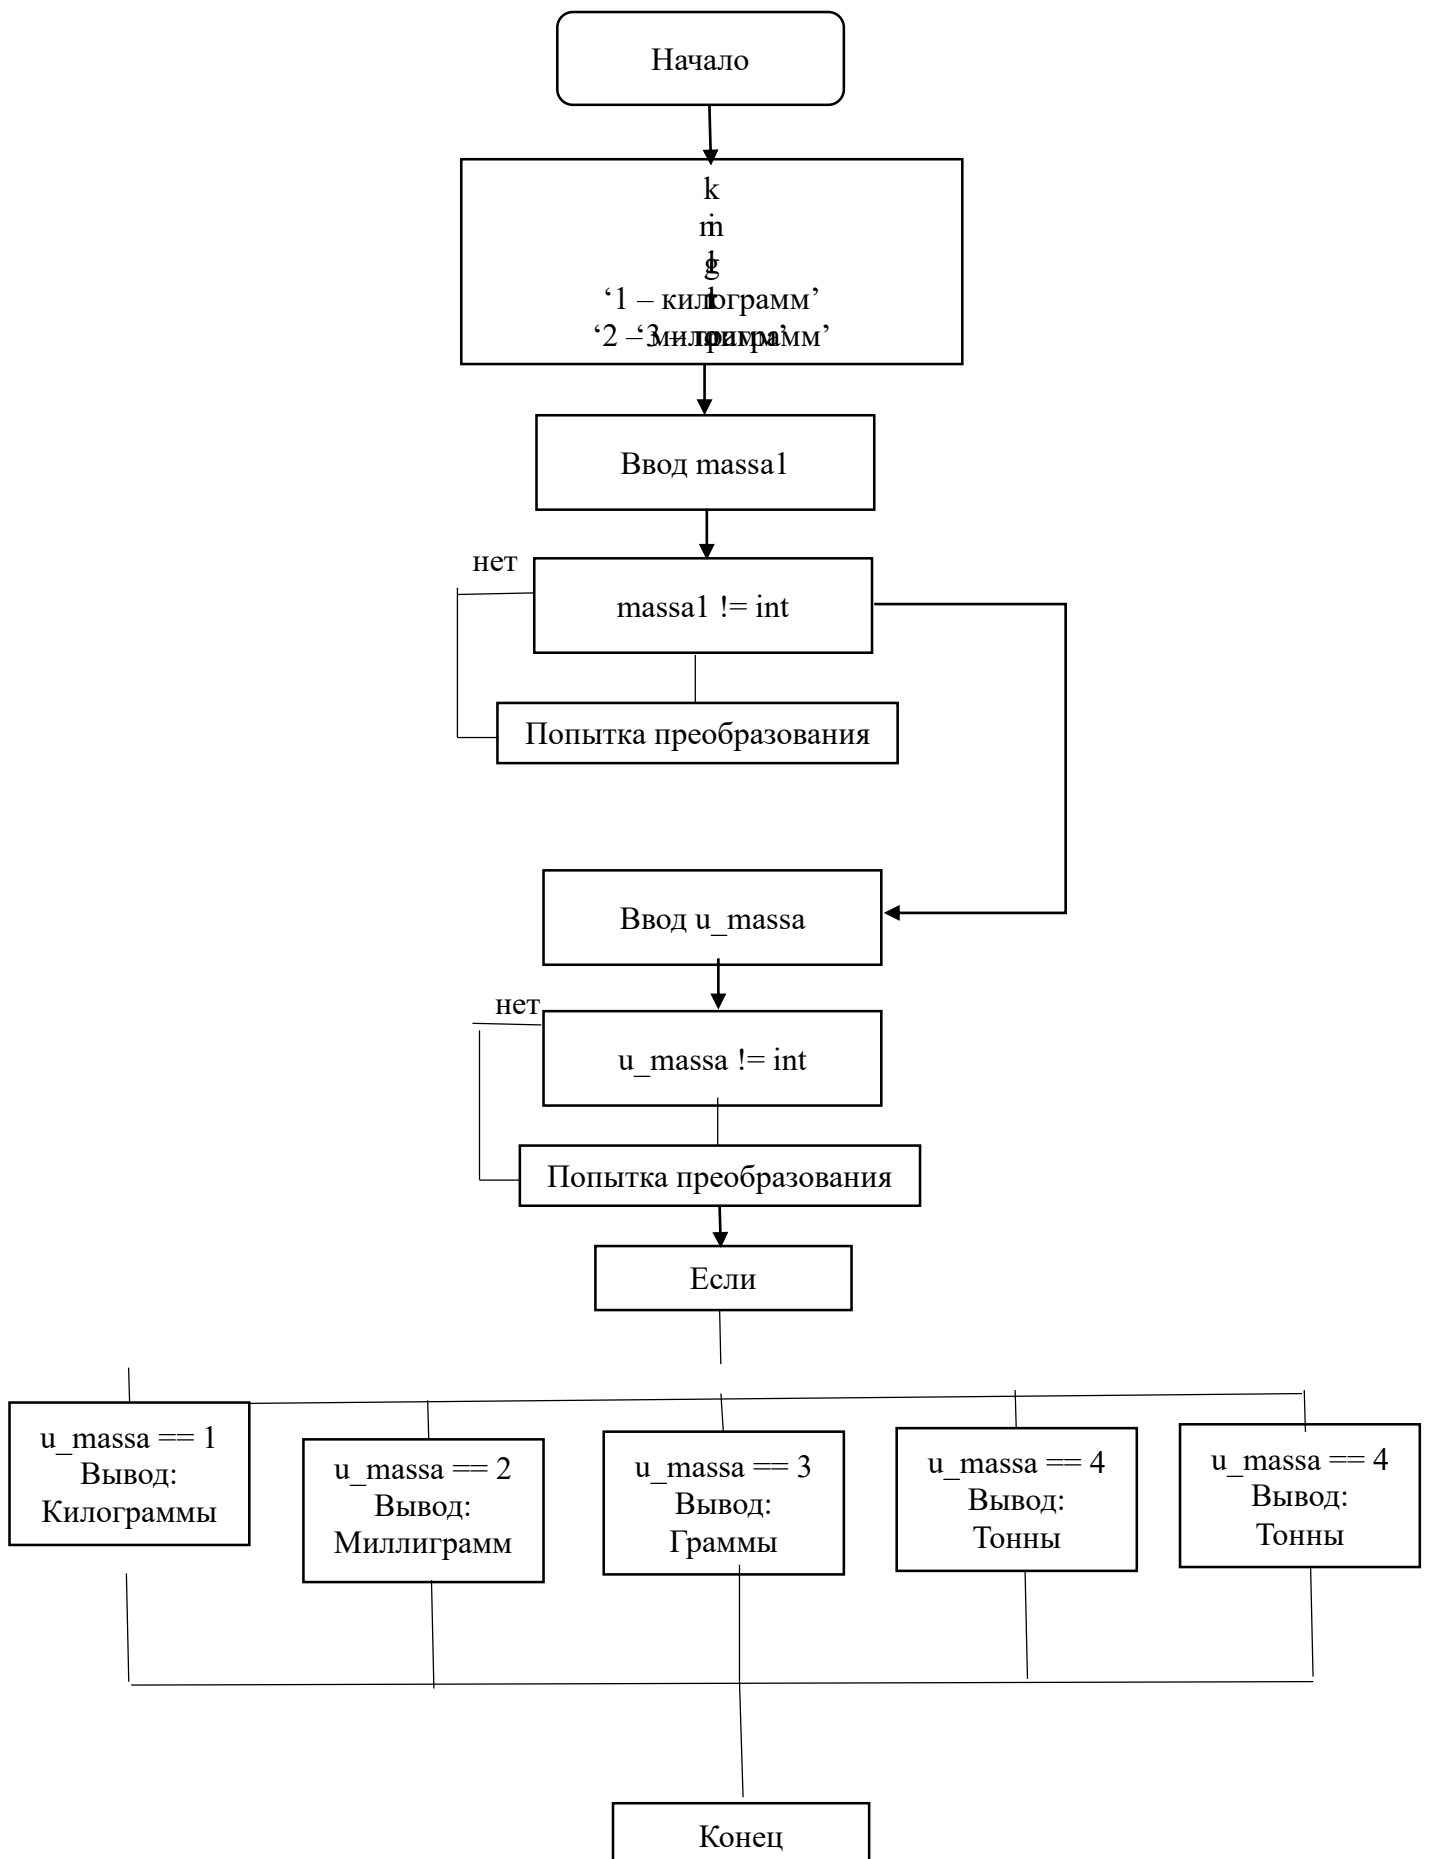 Начало
k
‘1 – килограмм’
Ввод massa1
нет
massa1 != int
Попытка преобразования
Ввод u_massa
нет
u_massa != int
Попытка преобразования
Если
u_massa == 1
Вывод:
Килограммы
u_massa == 2
Вывод:
Миллиграмм
u_massa == 3
Вывод:
Граммы
u_massa == 4
Вывод:
Тонны
u_massa == 4
Вывод:
Тонны
Конец